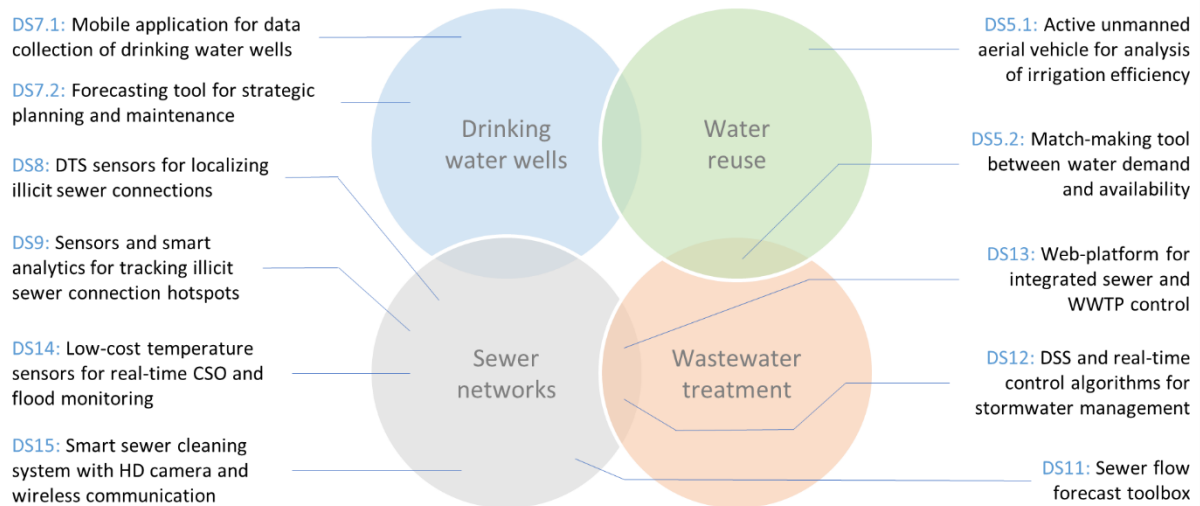 DS7.1: Mobile application for data
collection of drinking water wells
DS7.2: Forecasting tool for strategic
planning and maintenance
DS8: DTS sensors for localizing
illicit sewer connections
DS9: Sensors and smart
analytics for tracking illicit
sewer connection hotspots
DS14: Low-cost temperature
sensors for real-time CSO and
flood monitoring
DS15: Smart sewer cleaning
system with HD camera and
wireless communication
Drinking
water wells
Water
reuse
Sewer
networks
Wastewater
treatment
DS5.1: Active unmanned
aerial vehicle for analysis
of irrigation efficiency
DS5.2: Match-making tool
between water demand
and availability
DS13: Web-platform for
integrated sewer and
WWTP control
DS12: DSS and real-time
control algorithms for
stormwater management
DS11: Sewer flow
forecast toolbox